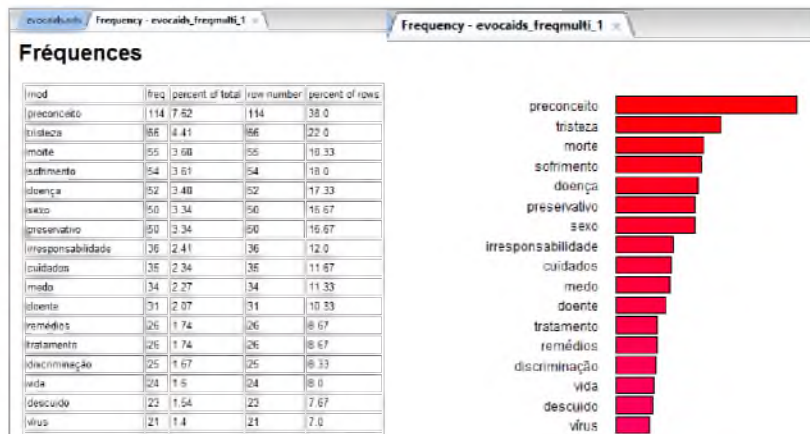 evocaids.ods Frequency - evocaids_freqmulti_1
Fréquences
mod freq percent of total row number percent of rows
preconceito 114 7.62 114 38.0
tristeza 66 4.41 66 22.0
morte 55 3.68 55 18.33
sofrimento 54 3.61 54 18.0
doença 52 3.48 52 17.33
sexo 50 3.34 50 16.67
preservativo 50 3.34 50 16.67
irresponsabilidade 36 2.41 36 12.0
cuidados 35 2.34 35 11.67
medo 34 2.27 34 11.33
doente 31 2.07 31 10.33
remédios 26 1.74 26 8.67
tratamento 26 1.74 26 8.67
discriminação 25 1.67 25 8.33
vida 24 1.6 24 8.0
descuido 23 1.54 23 7.67
vírus 21 1.4 21 7.0
Frequency - evocaids_freqmulti_1
preconceito
tristeza
morte
sofrimento
doença
preservativo
sexo
irresponsabilidade
cuidados
medo
doente
tratamento
remédios
discriminação
vida
descuido
vírus